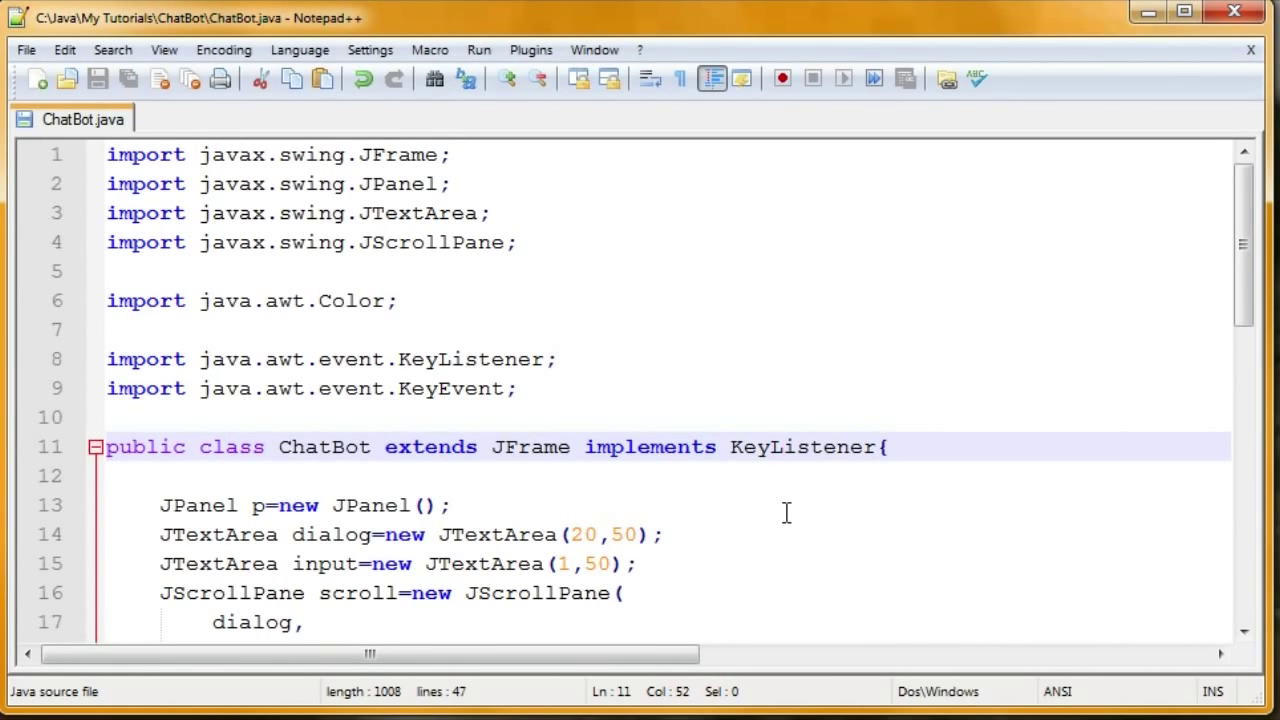 C:\Java\My Tutorials\ChatBot\ChatBot.java - Notepad++
File Edit Search View Encoding Language Settings Macro Run Plugins Window ? X
ABC
ChatBot.java
1 import javax.swing.JFrame;
2 import javax.swing.JPanel;
3 import javax.swing.JTextArea;
4 import javax.swing.JScrollPane;
5
6 import java.awt.Color;
7
8 import java.awt.event.KeyListener;
9 import java.awt.event.KeyEvent;
10
11 public class ChatBot extends JFrame implements KeyListener{
12
13 JPanel p=new JPanel();
14 JTextArea dialog=new JTextArea(20,50);
15 JTextArea input=new JTextArea(1,50);
16 JScrollPane scroll=new JScrollPane(
17 dialog,
Java source file length : 1008 lines : 47 Ln : 11 Col : 52 Sel : 0 Dos\Windows ANSI INS